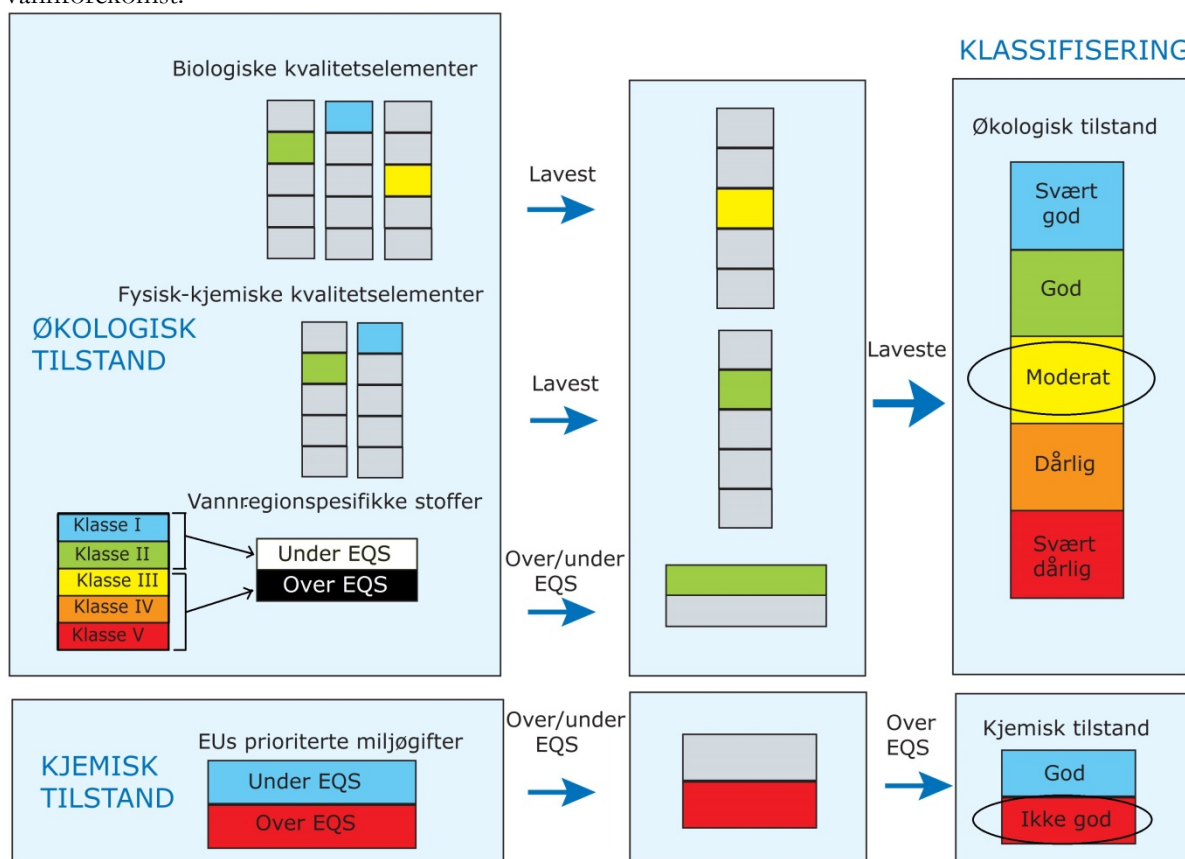 vannforekomst.
KLASSIFISERING
Biologiske kvalitetselementer
Økologisk tilstand
Lavest
Svært
god
God
Fysisk-kjemiske kvalitetselementer
ØKOLOGISK
TILSTAND
Laveste
Moderat
Lavest
Dårlig
Vannregionspesifikke stoffer
Klasse I
Klasse II
Klasse III
Klasse IV
Klasse V
Under EQS
Over EQS
Over/under
EQS
Svært
dårlig
KJEMISK
TILSTAND
EUs prioriterte miljøgifter
Under EQS
Over EQS
Over/under
EQS
Over
EQS
Kjemisk tilstand
God
Ikke god